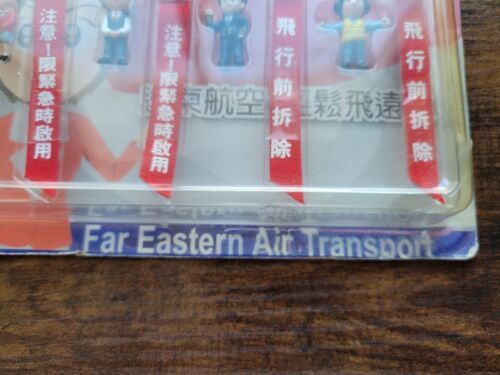 注意！限緊急時啟用
注意！限緊急時啟用
飛行前拆除
飛行前拆除
東航空 鬆飛遠
Far Eastern Air Transport